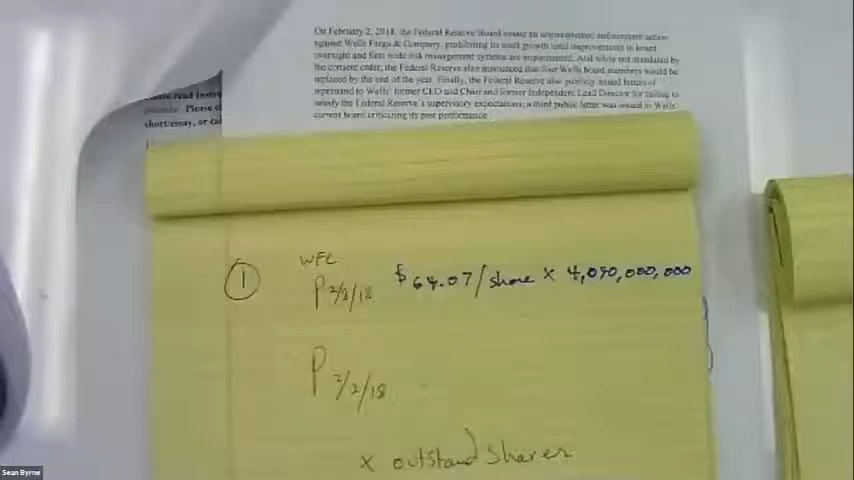 On February 2, 2018, the Federal Reserve Board issued an unprecedented enforcement action
against Wells Fargo & Company, prohibiting its asset growth until improvements in board
oversight and firm wide risk management systems are implemented. And while not mandated by
the consent order, the Federal Reserve also announced that four Wells board members would be
replaced by the end of the year. Finally, the Federal Reserve also publicly issued letters of
reprimand to Wells' former CEO and Chair and former Independent Lead Director for failing to
satisfy the Federal Reserve's supervisory expectations; a third public letter was issued to Wells'
current board criticizing its past performance
Please
short essay, or
① WFC
P $64.07/share x 4,090,000,000
P 2/2/18
x outstand shares
Sean Byrne